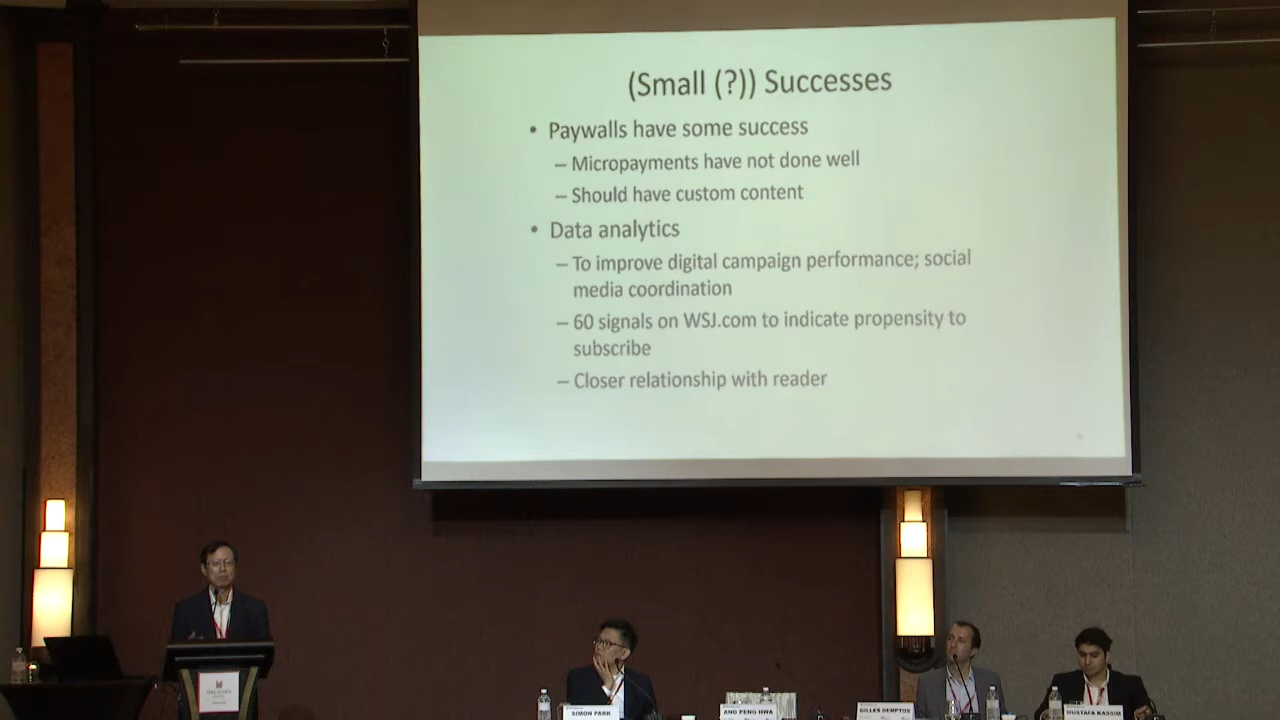 (Small (?)) Successes
• Paywalls have some success
– Micropayments have not done well
– Should have custom content
• Data analytics
– To improve digital campaign performance; social
media coordination
– 60 signals on WSJ.com to indicate propensity to
subscribe
– Closer relationship with reader
SIMON PARK
ANG PENG HWA
GILLES DEMPTOS
MUSTAFA KASSIM